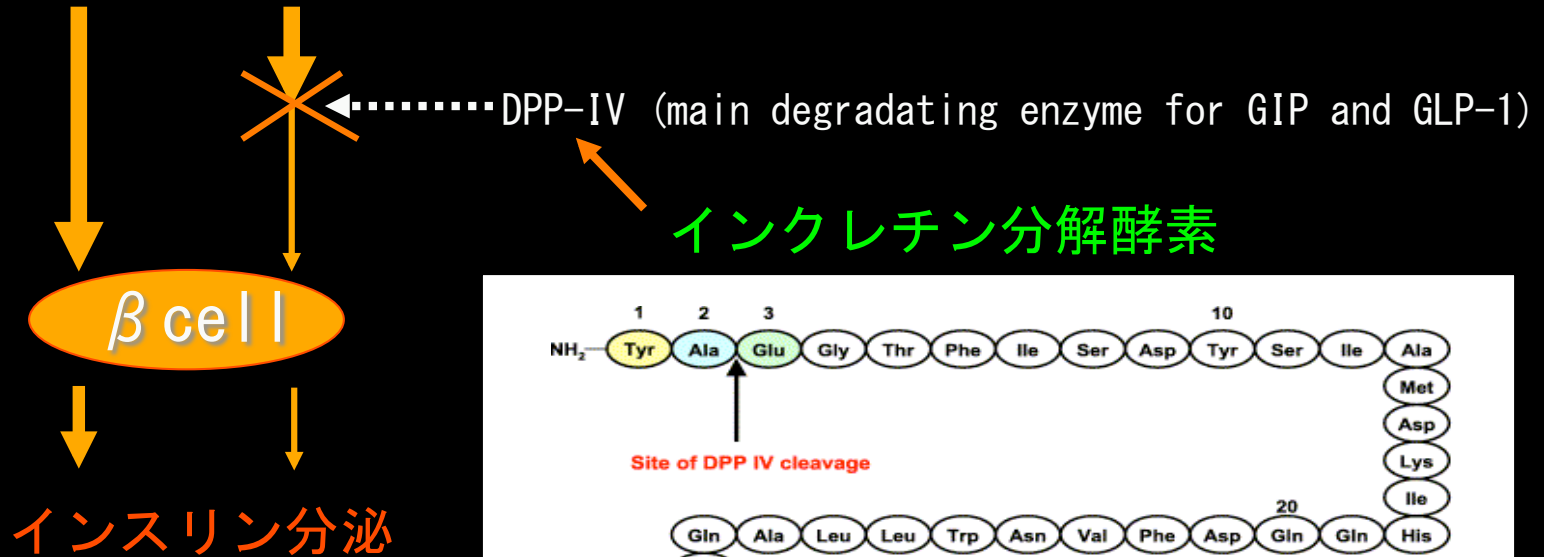 DPP-IV (main degradating enzyme for GIP and GLP-1)
インクレチン分解酵素
βcell
1 2 3 10
NH₂ Tyr Ala Glu Gly Thr Phe Ile Ser Asp Tyr Ser Ile Ala
Met
Asp
Site of DPP IV cleavage
Lys
Ile
20
Gln Ala Leu Leu Trp Asn Val Phe Asp Gln Gln His
インスリン分泌